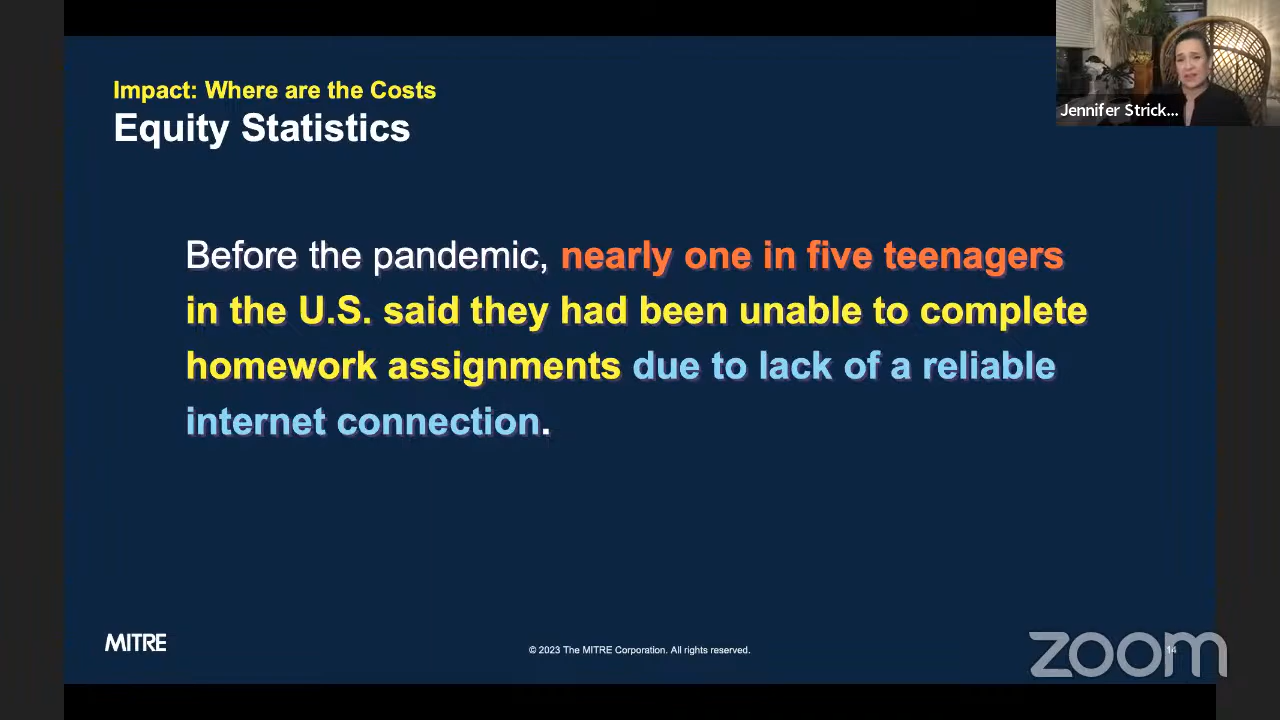 Impact: Where are the Costs
Equity Statistics
Jennifer Strick...
Before the pandemic, nearly one in five teenagers
in the U.S. said they had been unable to complete
homework assignments due to lack of a reliable
internet connection.
MITRE
© 2023 The MITRE Corporation. All rights reserved.
14
zoom